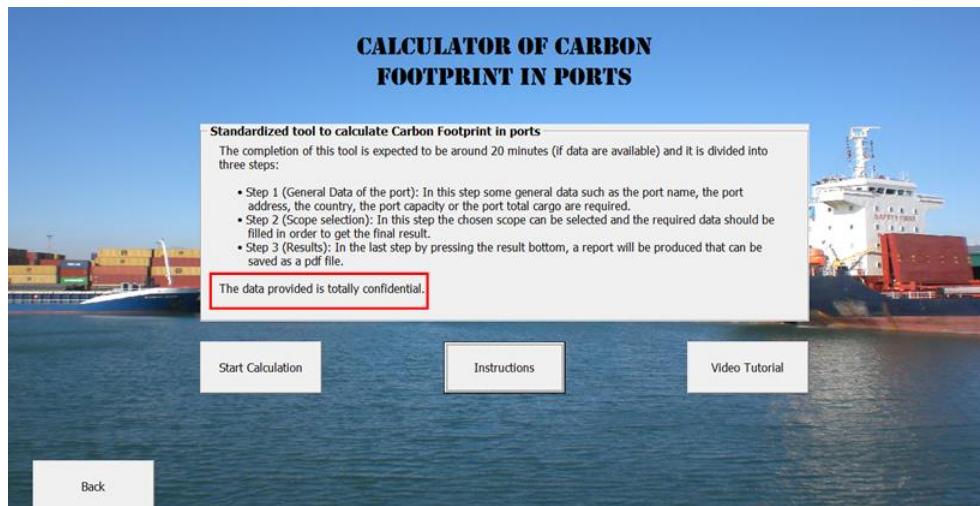 CALCULATOR OF CARBON
FOOTPRINT IN PORTS
Standardized tool to calculate Carbon Footprint in ports
The completion of this tool is expected to be around 20 minutes (if data are available) and it is divided into
three steps:
• Step 1 (General Data of the port): In this step some general data such as the port name, the port
address, the country, the port capacity or the port total cargo are required.
• Step 2 (Scope selection): In this step the chosen scope can be selected and the required data should be
filled in order to get the final result.
• Step 3 (Results): In the last step by pressing the result bottom, a report will be produced that can be
saved as a pdf file.
The data provided is totally confidential.
Start Calculation
Instructions
Video Tutorial
Back